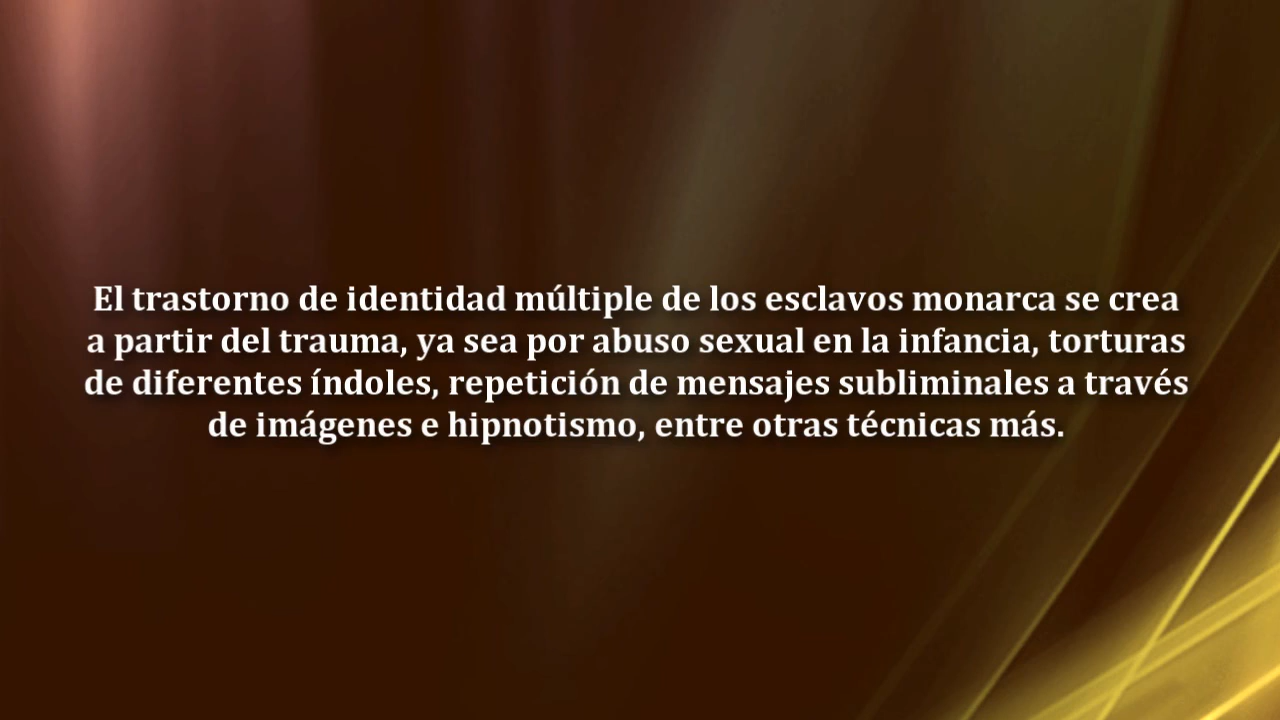 El trastorno de identidad múltiple de los esclavos monarca se crea
a partir del trauma, ya sea por abuso sexual en la infancia, torturas
de diferentes índoles, repetición de mensajes subliminales a través
de imágenes e hipnotismo, entre otras técnicas más.